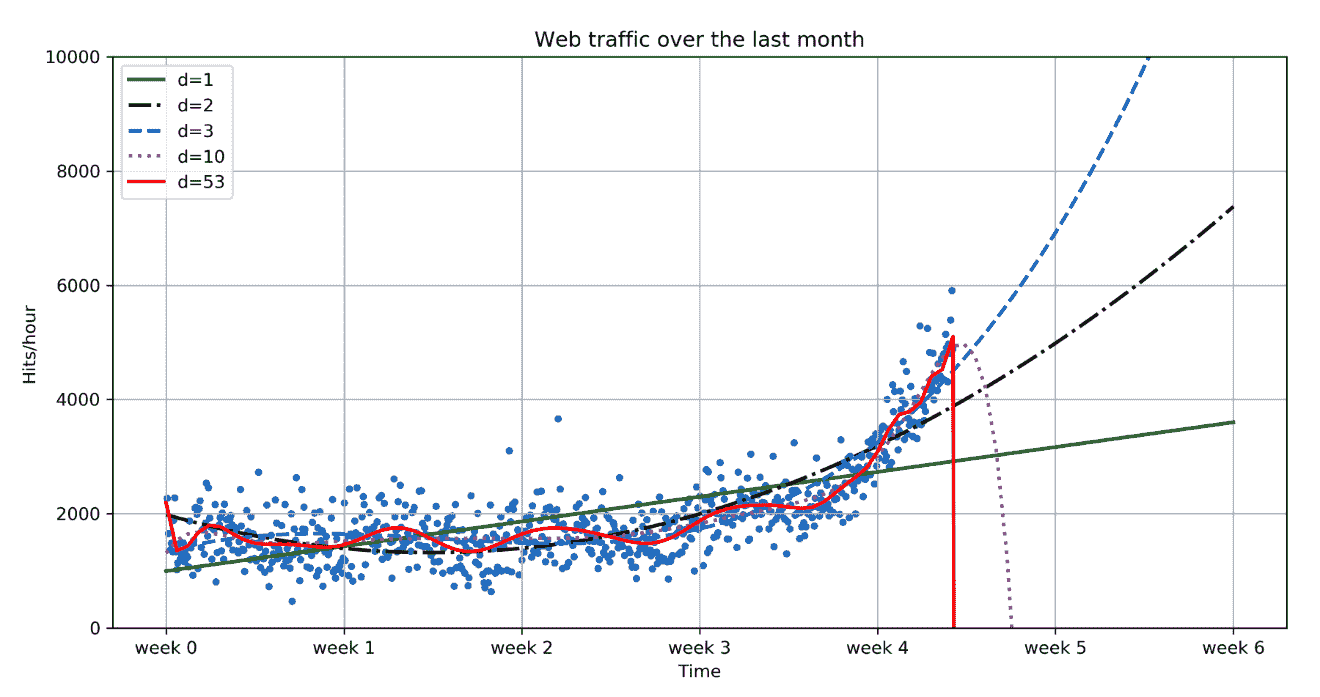 Web traffic over the last month
10000
8000
6000
4000
2000
0
Hits/hour
d=1
d=2
d=3
d=10
d=53
week 0
week 1
week 2
week 3
week 4
week 5
week 6
Time